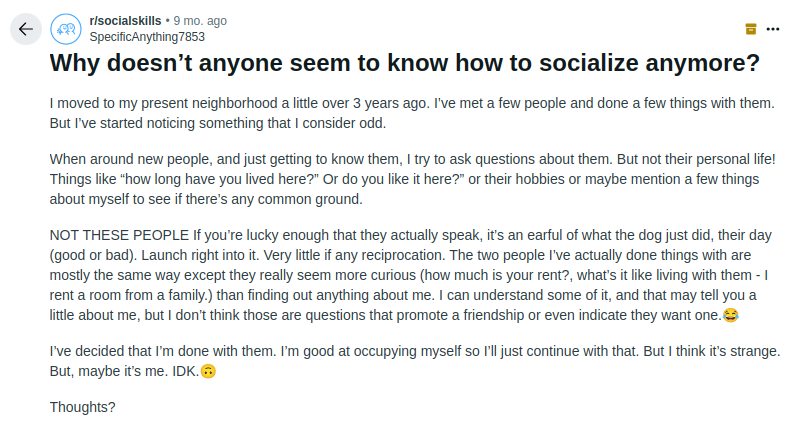 r/socialskills • 9 mo. ago
SpecificAnything7853
Why doesn’t anyone seem to know how to socialize anymore?
I moved to my present neighborhood a little over 3 years ago. I’ve met a few people and done a few things with them.
But I’ve started noticing something that I consider odd.
When around new people, and just getting to know them, I try to ask questions about them. But not their personal life!
Things like “how long have you lived here?” Or do you like it here?” or their hobbies or maybe mention a few things
about myself to see if there’s any common ground.
NOT THESE PEOPLE If you’re lucky enough that they actually speak, it’s an earful of what the dog just did, their day
(good or bad). Launch right into it. Very little if any reciprocation. The two people I’ve actually done things with are
mostly the same way except they really seem more curious (how much is your rent?, what’s it like living with them - I
rent a room from a family.) than finding out anything about me. I can understand some of it, and that may tell you a
little about me, but I don’t think those are questions that promote a friendship or even indicate they want one.😂
I’ve decided that I’m done with them. I’m good at occupying myself so I’ll just continue with that. But I think it’s strange.
But, maybe it’s me. IDK.🙃
Thoughts?